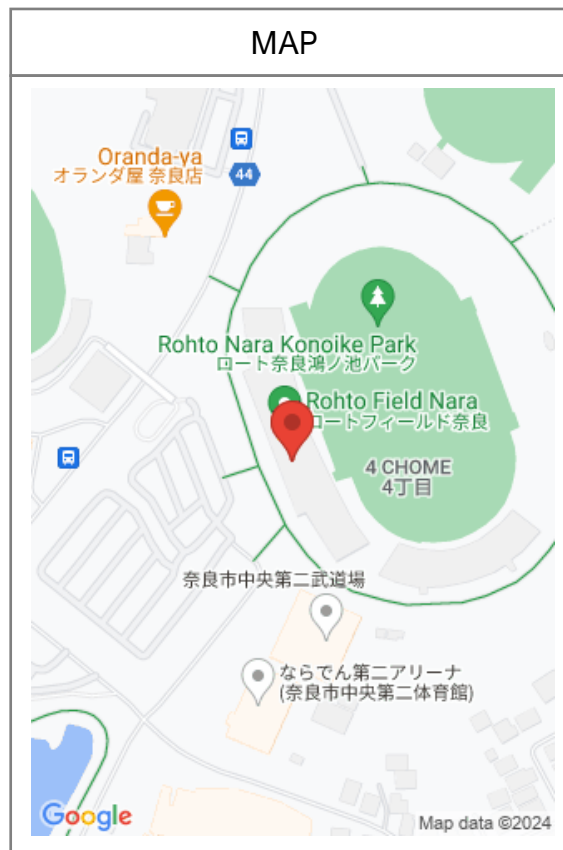 MAP
Oranda-ya
オランダ屋 奈良店
44
Rohto Nara Konoike Park
ロート奈良鴻ノ池パーク
Rohto Field Nara
ロートフィールド奈良
4 CHOME
4丁目
奈良市中央第二武道場
ならでん第二アリーナ
(奈良市中央第二体育館)
Google
Map data ©2024